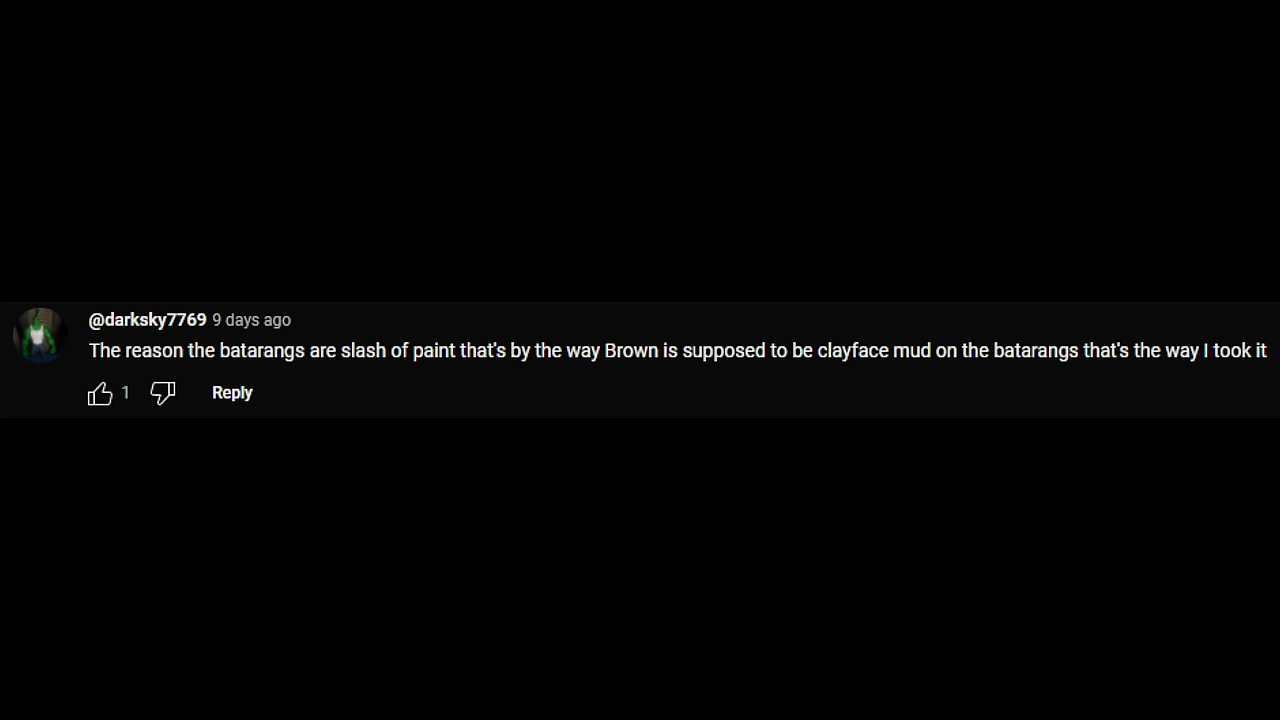 @darksky7769 9 days ago
The reason the batarangs are slash of paint that's by the way Brown is supposed to be clayface mud on the batarangs that's the way I took it
1 Reply